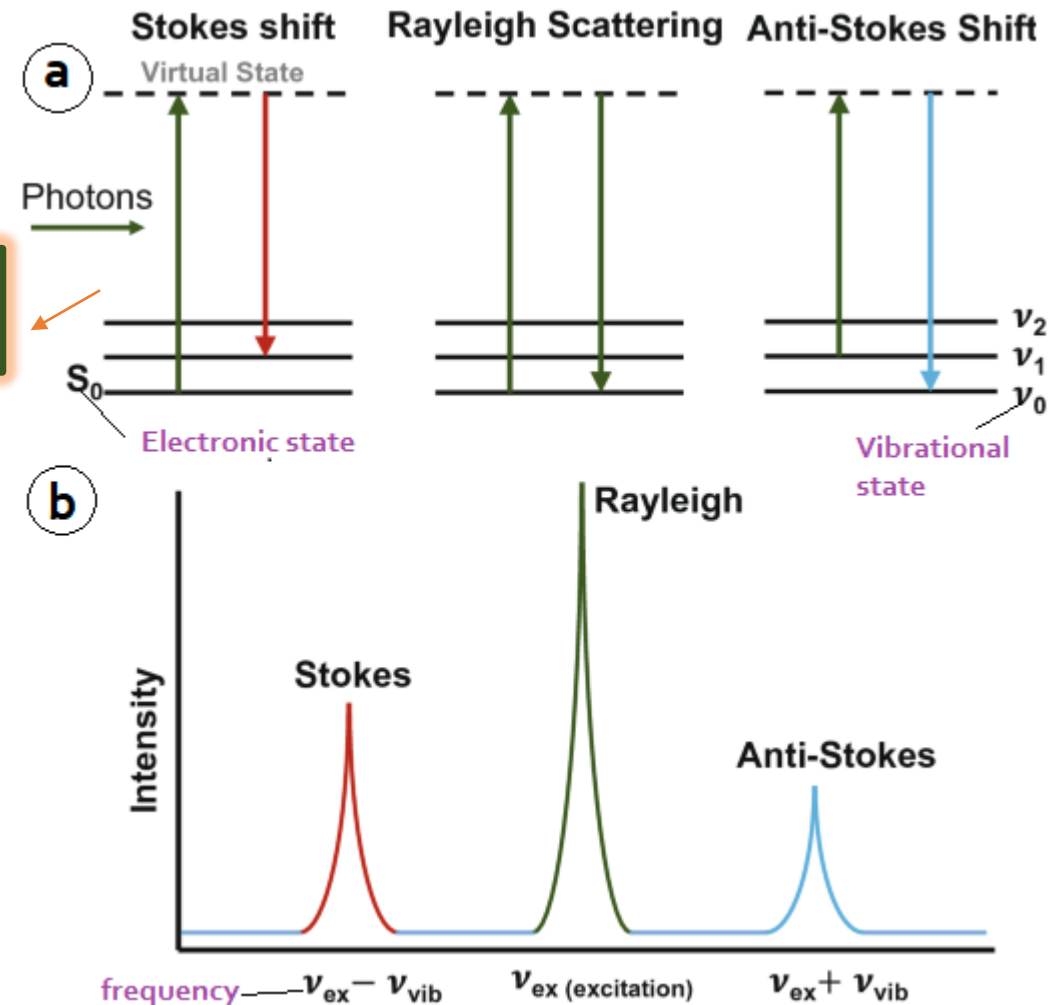 Stokes shift
Rayleigh Scattering
Anti-Stokes Shift
a
Virtual State
Photons
S₀
ν₂
ν₁
ν₀
Electronic state
Vibrational
state
b
Rayleigh
Stokes
Anti-Stokes
Intensity
frequency
νex − νvib
νex (excitation)
νex + νvib